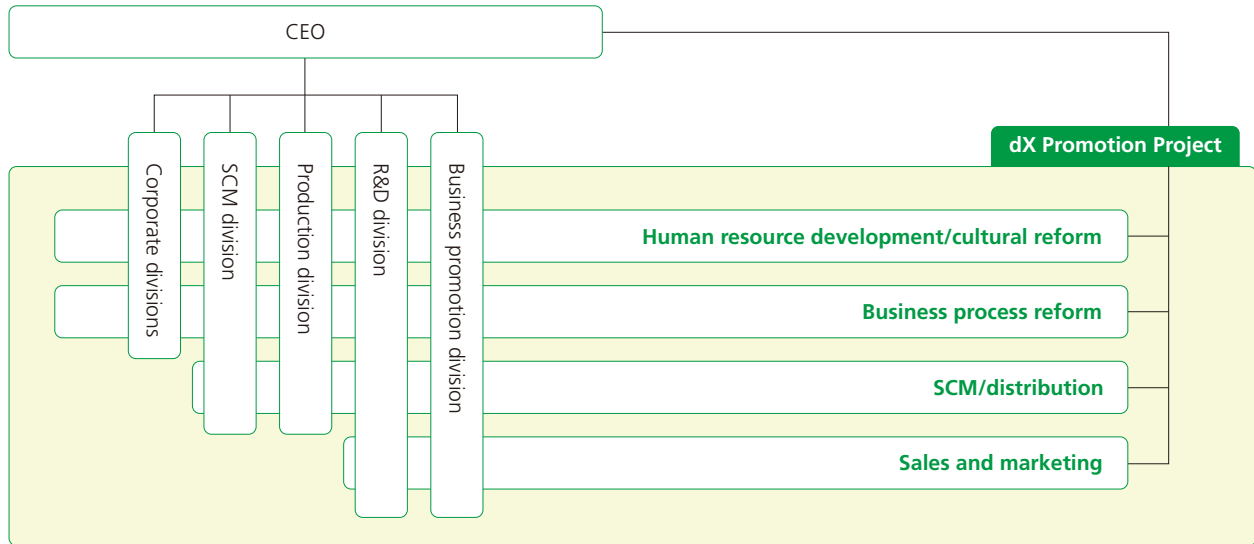 CEO
dX Promotion Project
Corporate divisions
SCM division
Production division
R&D division
Business promotion division
Human resource development/cultural reform
Business process reform
SCM/distribution
Sales and marketing